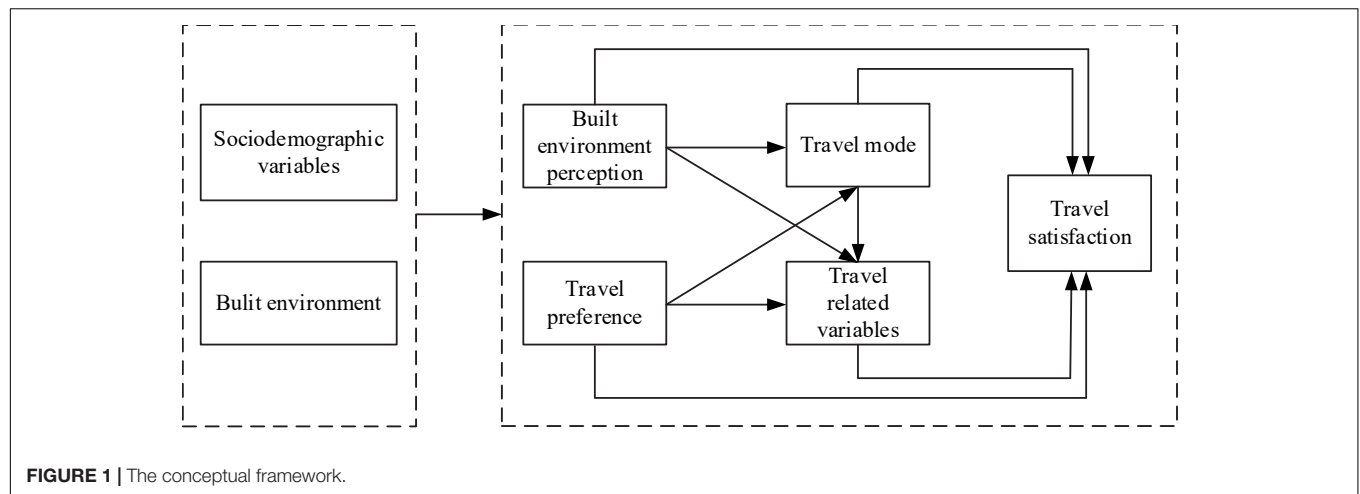 Sociodemographic
variables
Bulit environment
Built
environment
perception
Travel
preference
Travel mode
Travel
related
variables
Travel
satisfaction
FIGURE 1 | The conceptual framework.